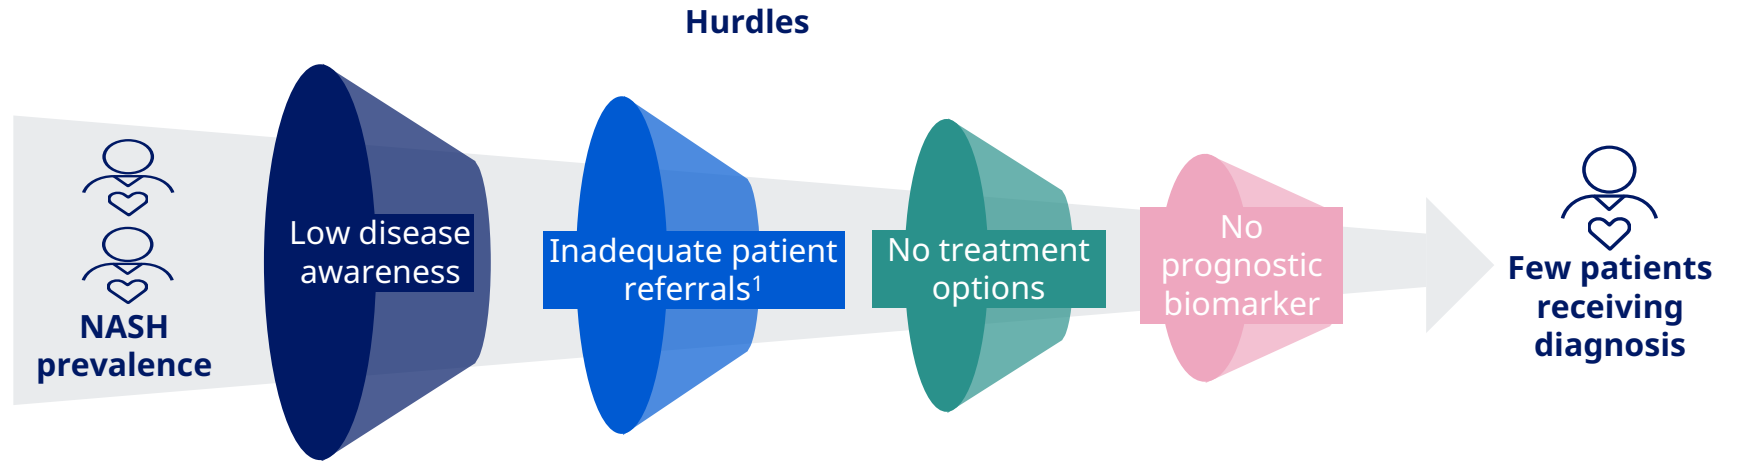 Hurdles
NASH
prevalence
Low disease
awareness
Inadequate patient
referrals¹
No treatment
options
No
prognostic
biomarker
Few patients
receiving
diagnosis